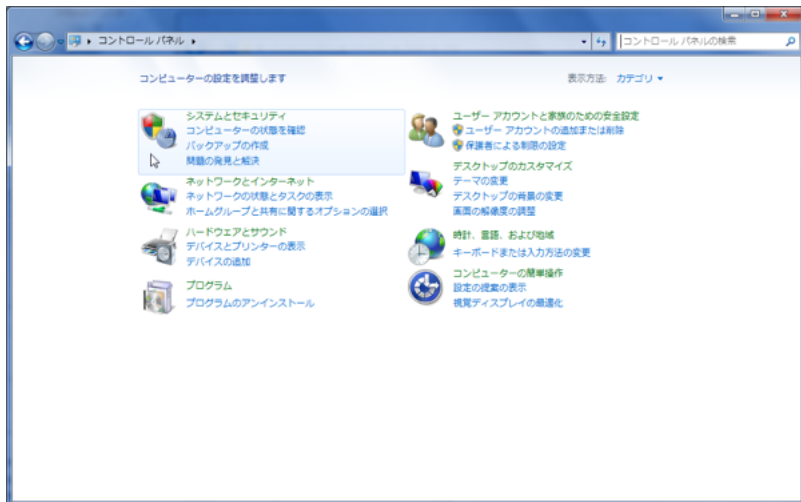 コントロール パネル
コントロール パネルの検索
コンピューターの設定を調整します
表示方法: カテゴリ
システムとセキュリティ
コンピューターの状態を確認
バックアップの作成
問題の発見と解決
ネットワークとインターネット
ネットワークの状態とタスクの表示
ホームグループと共有に関するオプションの選択
ハードウェアとサウンド
デバイスとプリンターの表示
デバイスの追加
プログラム
プログラムのアンインストール
ユーザー アカウントと家族のための安全設定
ユーザー アカウントの追加または削除
保護者による制限の設定
デスクトップのカスタマイズ
テーマの変更
デスクトップの背景の変更
画面の解像度の調整
時計、言語、および地域
キーボードまたは入力方法の変更
コンピューターの簡単操作
設定の提案の表示
視覚ディスプレイの最適化